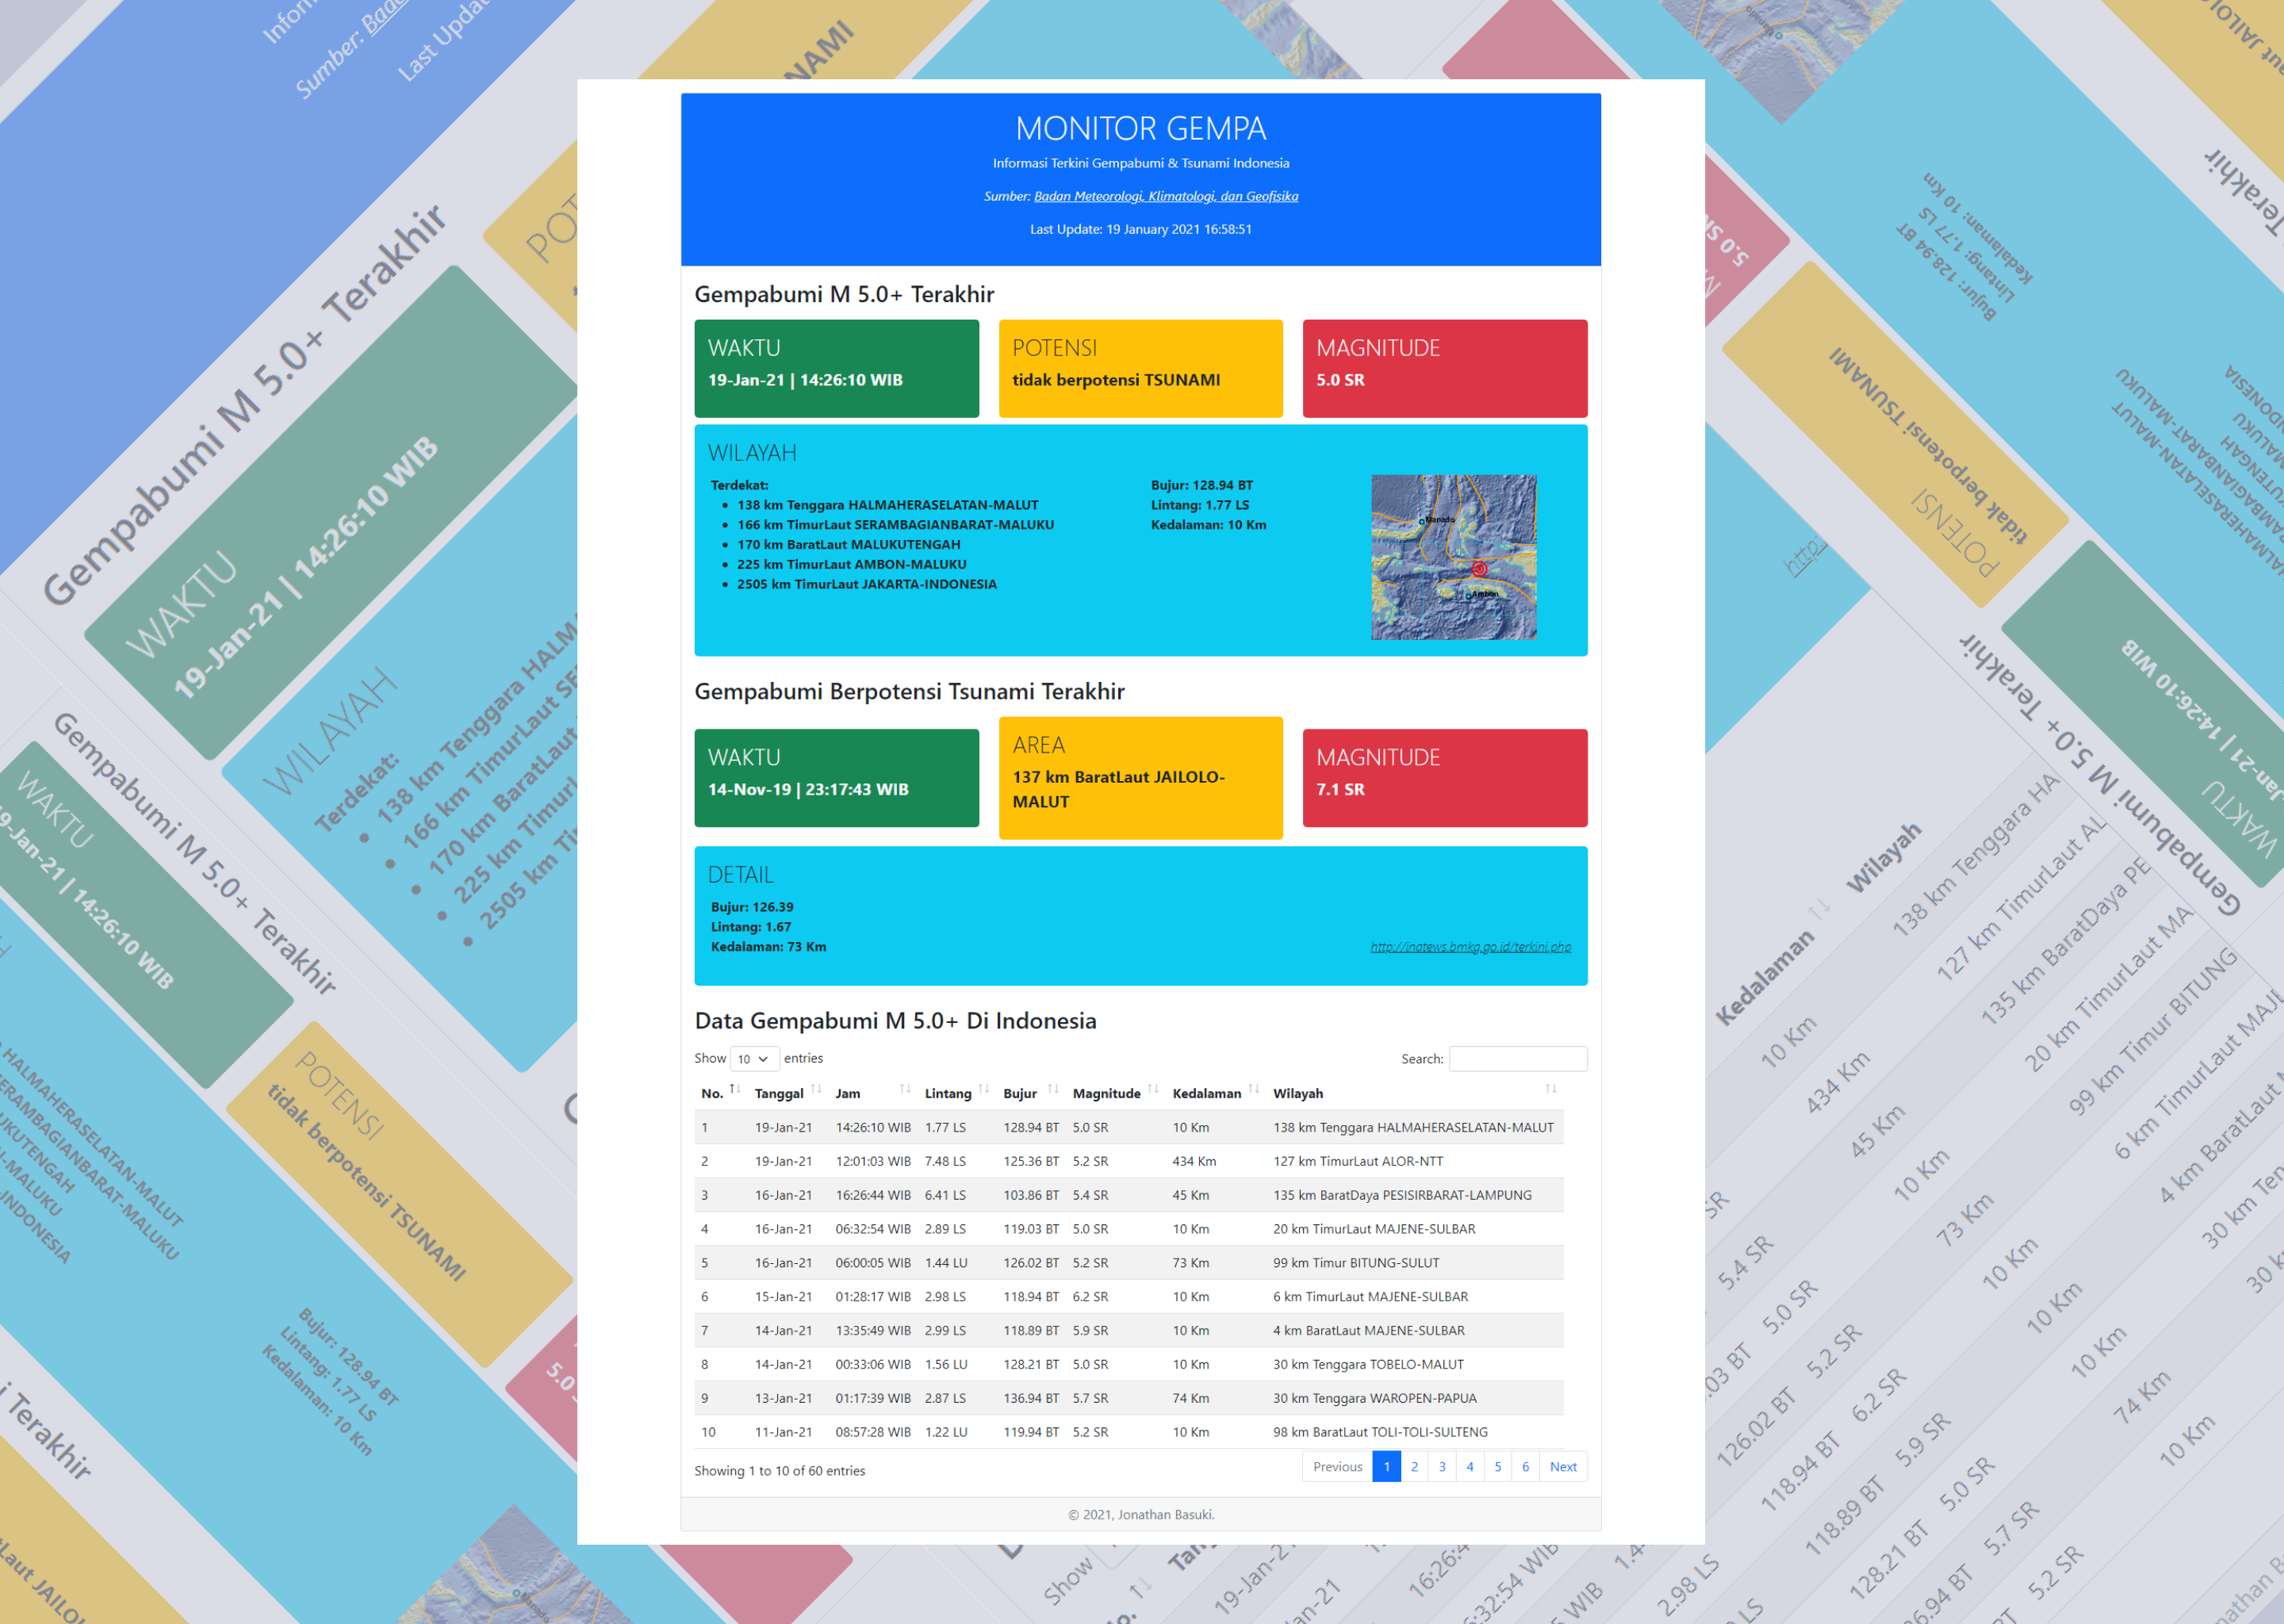 MONITOR GEMPA
Informasi Terkini Gempabumi & Tsunami Indonesia
Sumber: Badan Meteorologi, Klimatologi, dan Geofisika
Last Update: 19 January 2021 16:58:51
Gempabumi M 5.0+ Terakhir
WAKTU
19-Jan-21 | 14:26:10 WIB
POTENSI
tidak berpotensi TSUNAMI
MAGNITUDE
5.0 SR
WILAYAH
Terdekat:
• 138 km Tenggara HALMAHERASELATAN-MALUT
• 166 km TimurLaut SERAMBAGIANBARAT-MALUKU
• 170 km BaratLaut MALUKUTENGAH
• 225 km TimurLaut AMBON-MALUKU
• 2505 km TimurLaut JAKARTA-INDONESIA
Bujur: 128.94 BT
Lintang: 1.77 LS
Kedalaman: 10 Km
Manado
Ambon
Gempabumi Berpotensi Tsunami Terakhir
WAKTU
14-Nov-19 | 23:17:43 WIB
AREA
137 km BaratLaut JAILOLO-
MALUT
MAGNITUDE
7.1 SR
DETAIL
Bujur: 126.39
Lintang: 1.67
Kedalaman: 73 Km
http://inatews.bmkg.go.id/terkini.php
Data Gempabumi M 5.0+ Di Indonesia
Show 10 entries
Search:
No. Tanggal Jam Lintang Bujur Magnitude Kedalaman Wilayah
1 19-Jan-21 14:26:10 WIB 1.77 LS 128.94 BT 5.0 SR 10 Km 138 km Tenggara HALMAHERASELATAN-MALUT
2 19-Jan-21 12:01:03 WIB 7.48 LS 125.36 BT 5.2 SR 434 Km 127 km TimurLaut ALOR-NTT
3 16-Jan-21 16:26:44 WIB 6.41 LS 103.86 BT 5.4 SR 45 Km 135 km BaratDaya PESISIRBARAT-LAMPUNG
4 16-Jan-21 06:32:54 WIB 2.89 LS 119.03 BT 5.0 SR 10 Km 20 km TimurLaut MAJENE-SULBAR
5 16-Jan-21 06:00:05 WIB 1.44 LU 126.02 BT 5.2 SR 73 Km 99 km Timur BITUNG-SULUT
6 15-Jan-21 01:28:17 WIB 2.98 LS 118.94 BT 6.2 SR 10 Km 6 km TimurLaut MAJENE-SULBAR
7 14-Jan-21 13:35:49 WIB 2.99 LS 118.89 BT 5.9 SR 10 Km 4 km BaratLaut MAJENE-SULBAR
8 14-Jan-21 00:33:06 WIB 1.56 LU 128.21 BT 5.0 SR 10 Km 30 km Tenggara TOBELO-MALUT
9 13-Jan-21 01:17:39 WIB 2.87 LS 136.94 BT 5.7 SR 74 Km 30 km Tenggara WAROPEN-PAPUA
10 11-Jan-21 08:57:28 WIB 1.22 LU 119.94 BT 5.2 SR 10 Km 98 km BaratLaut TOLI-TOLI-SULTENG
Showing 1 to 10 of 60 entries
Previous 1 2 3 4 5 6 Next
© 2021, Jonathan Basuki.